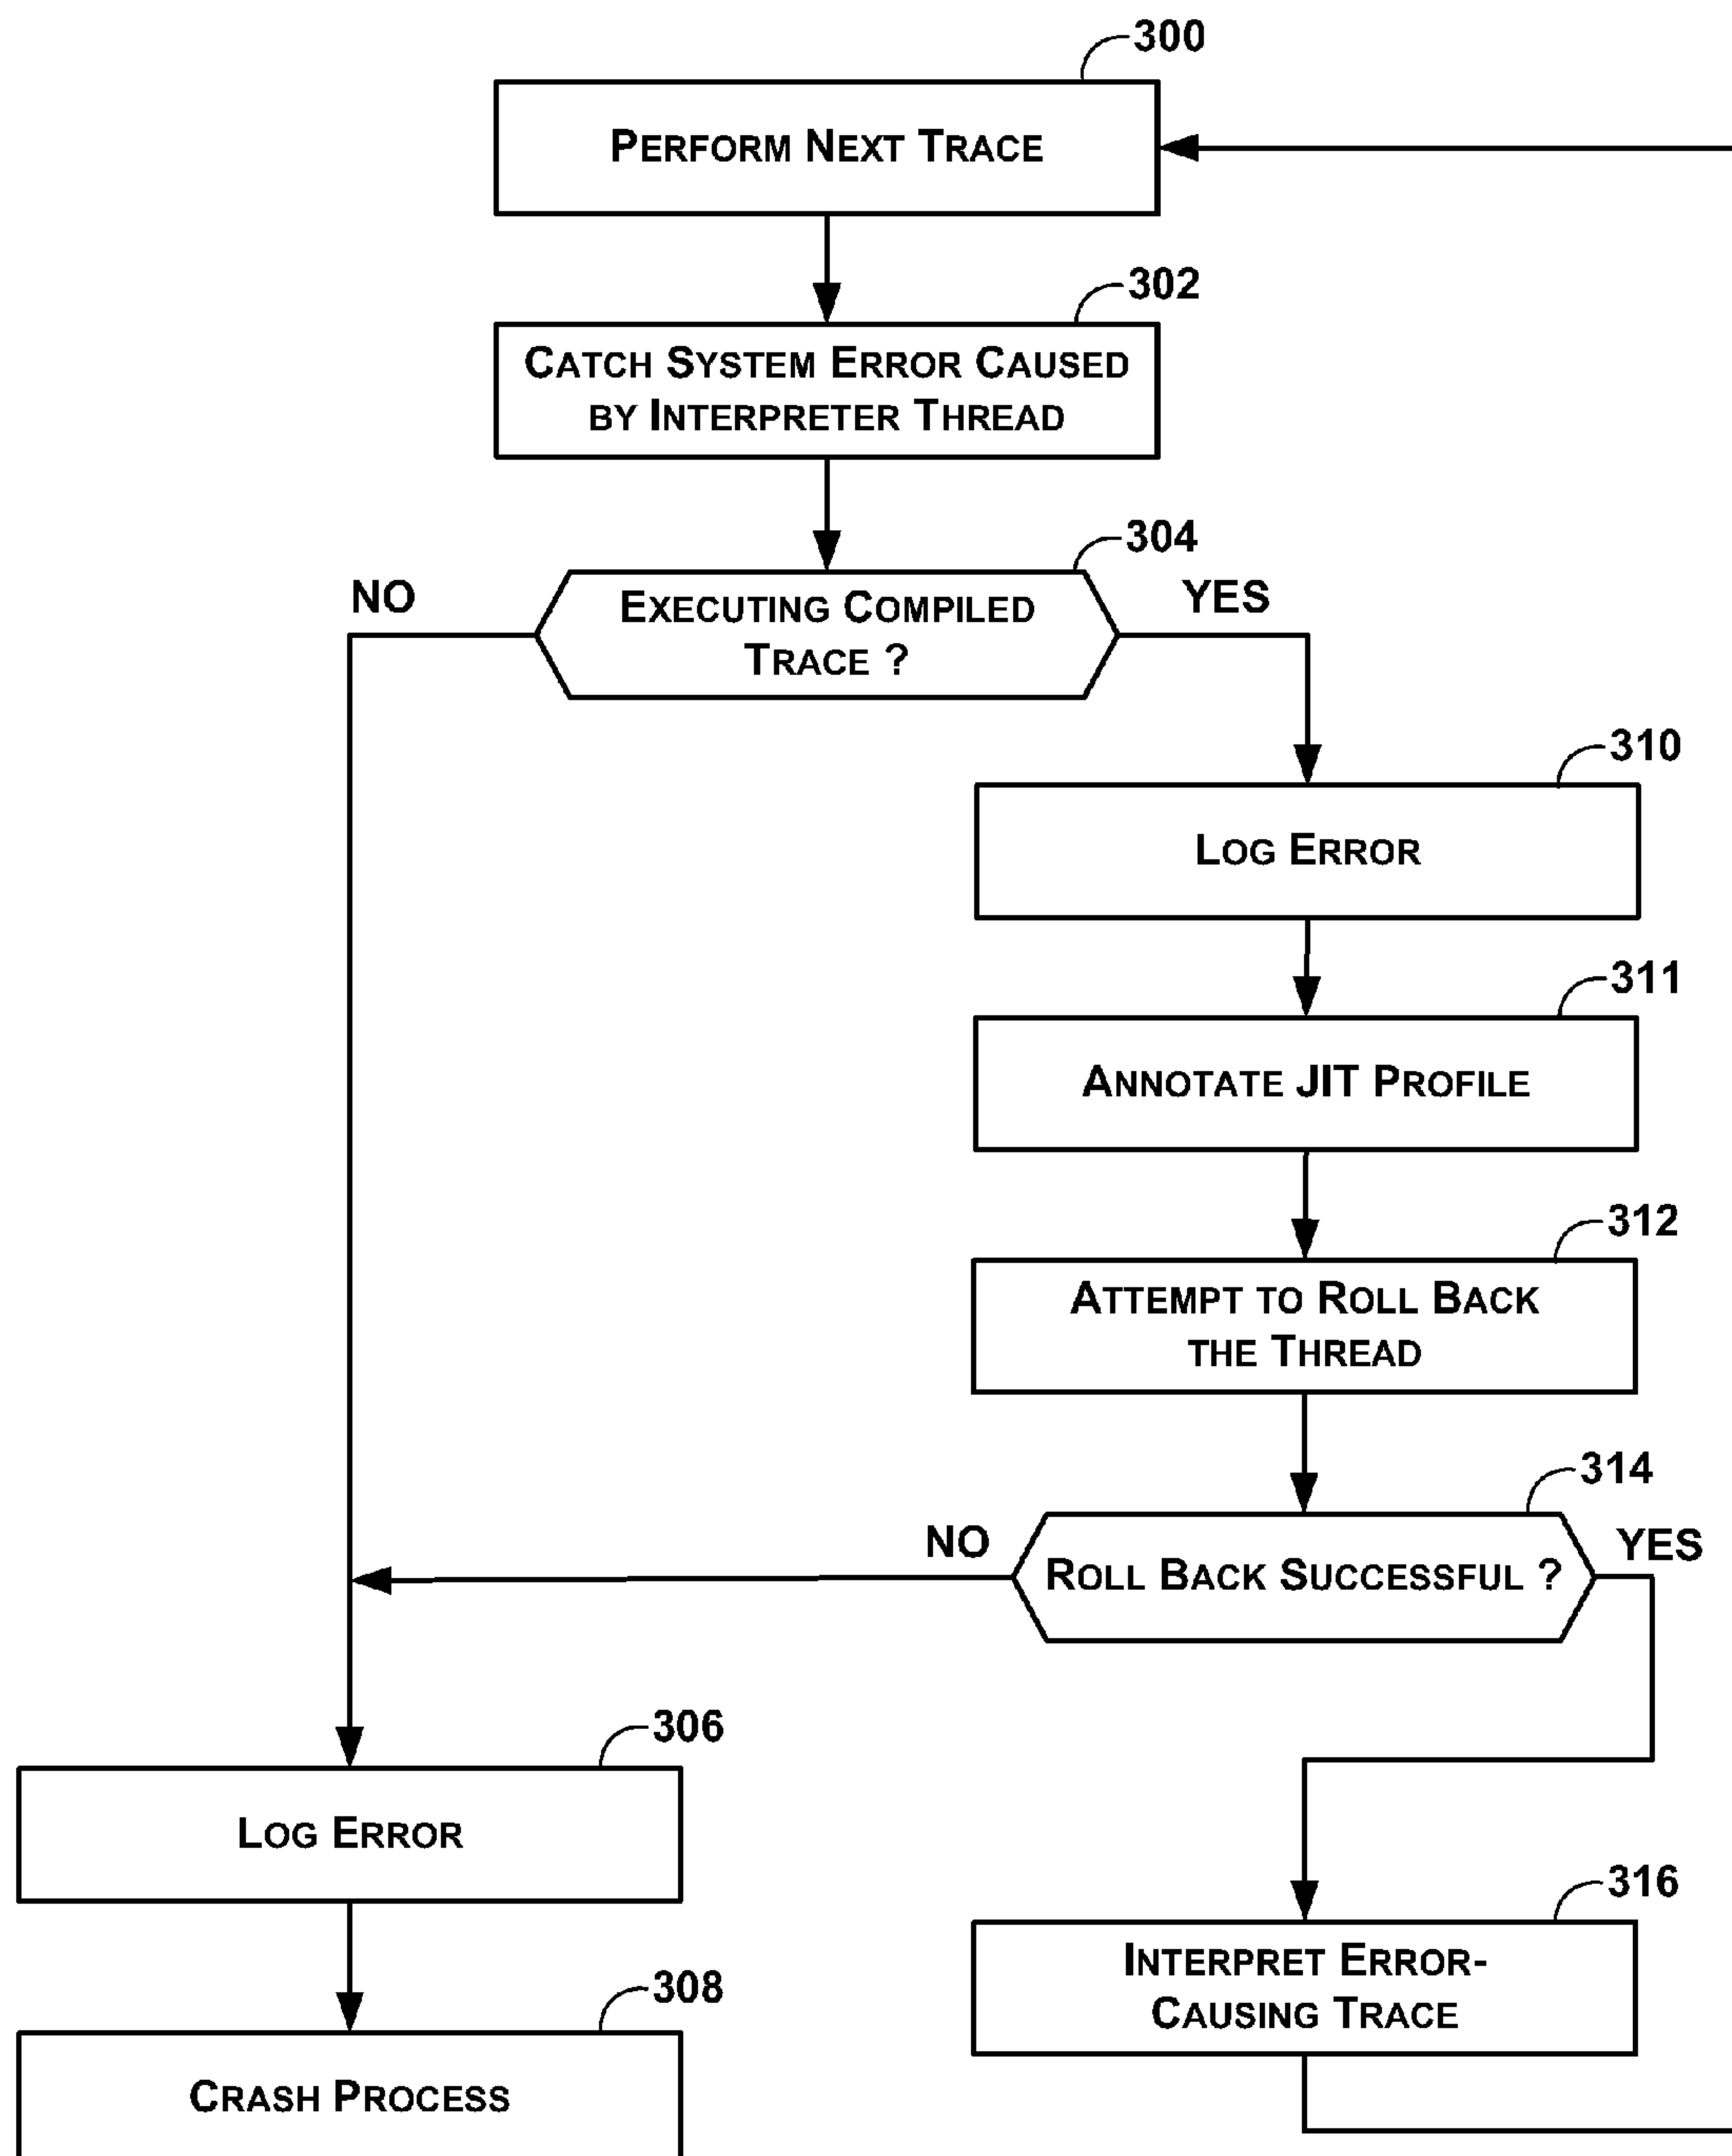 300
PERFORM NEXT TRACE
302
CATCH SYSTEM ERROR CAUSED
BY INTERPRETER THREAD
304
NO
EXECUTING COMPILED
TRACE ?
YES
310
LOG ERROR
311
ANNOTATE JIT PROFILE
312
ATTEMPT TO ROLL BACK
THE THREAD
314
NO
ROLL BACK SUCCESSFUL ?
YES
306
LOG ERROR
316
INTERPRET ERROR-
CAUSING TRACE
308
CRASH PROCESS